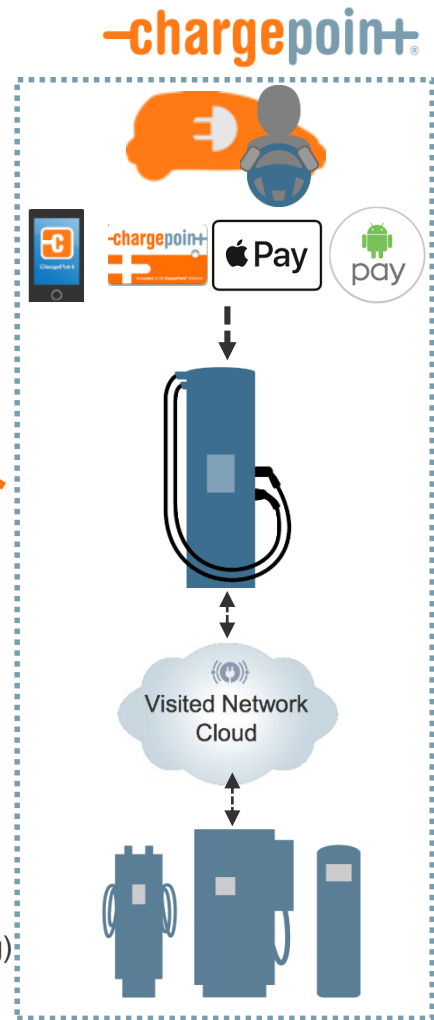 chargepoint®
ChargePoint
chargepoint
Pay
pay
Visited Network
Cloud
)